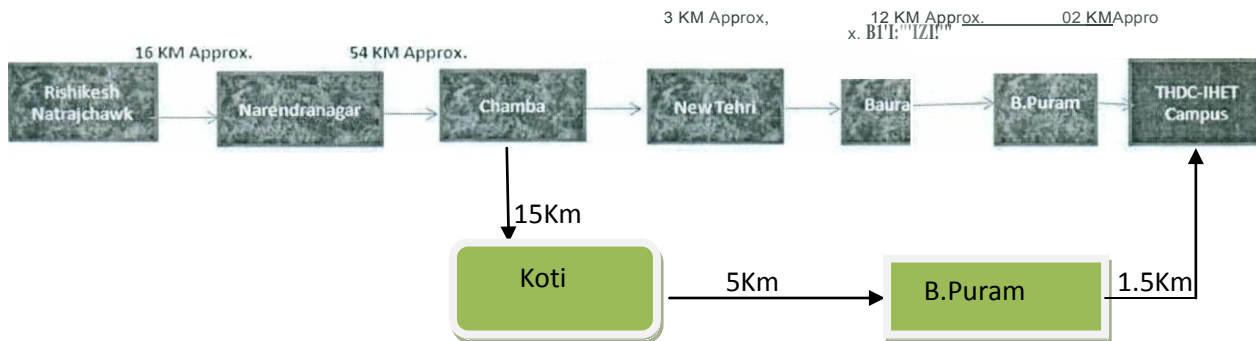 3 KM Approx, 12 KM Approx. 02 KMAppro
x.
16 KM Approx. 54 KM Approx.
Rishikesh
Natrajchawk
Narendranagar
Chamba
New Tehri
Baura
B.Puram
THDC-IHET
Campus
15Km
Koti
5Km
B.Puram
1.5Km